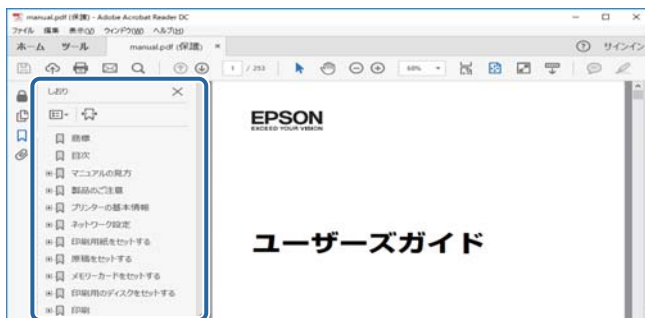 manual.pdf (保護) - Adobe Acrobat Reader DC
ファイル 編集 表示(V) ウィンドウ(W) ヘルプ(H)
ホーム ツール manual.pdf (保護) × サインイン
1 / 253 68%
しおり ×
商標
目次
マニュアルの見方
製品のご注意
プリンターの基本情報
ネットワーク設定
印刷用紙をセットする
原稿をセットする
メモリーカードをセットする
印刷用のディスクをセットする
印刷
EPSON
EXCEED YOUR VISION
ユーザーズガイド